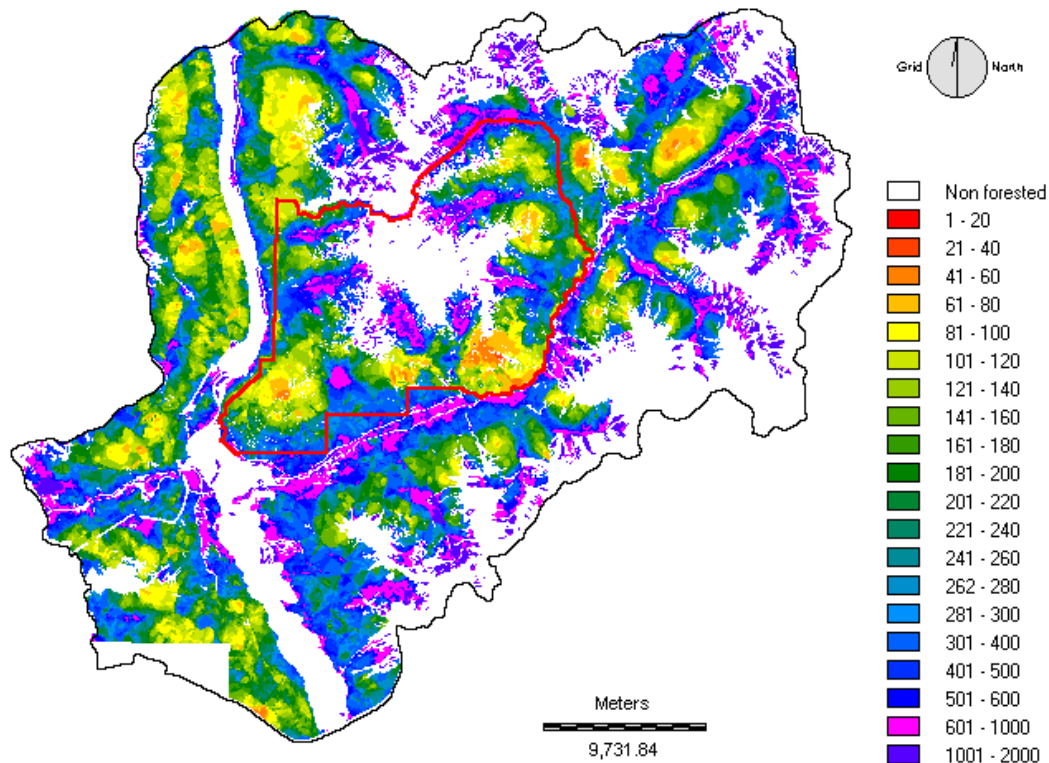 Grid North
Non forested
1 - 20
21 - 40
41 - 60
61 - 80
81 - 100
101 - 120
121 - 140
141 - 160
161 - 180
181 - 200
201 - 220
221 - 240
241 - 260
262 - 280
281 - 300
301 - 400
401 - 500
501 - 600
601 - 1000
1001 - 2000
Meters
9,731.84